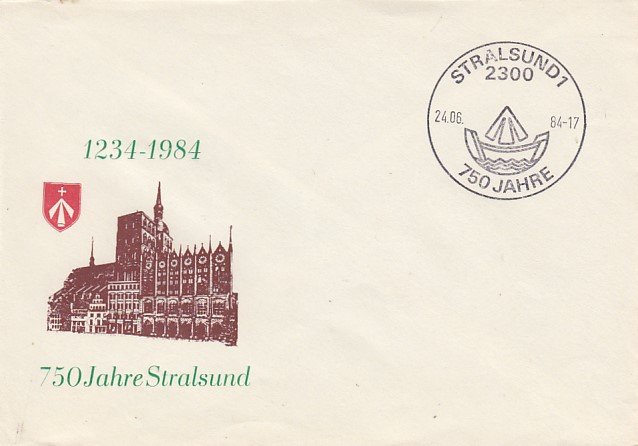 STRALSUND 1
2300
24.06. 84-17
750 JAHRE
1234-1984
750 Jahre Stralsund